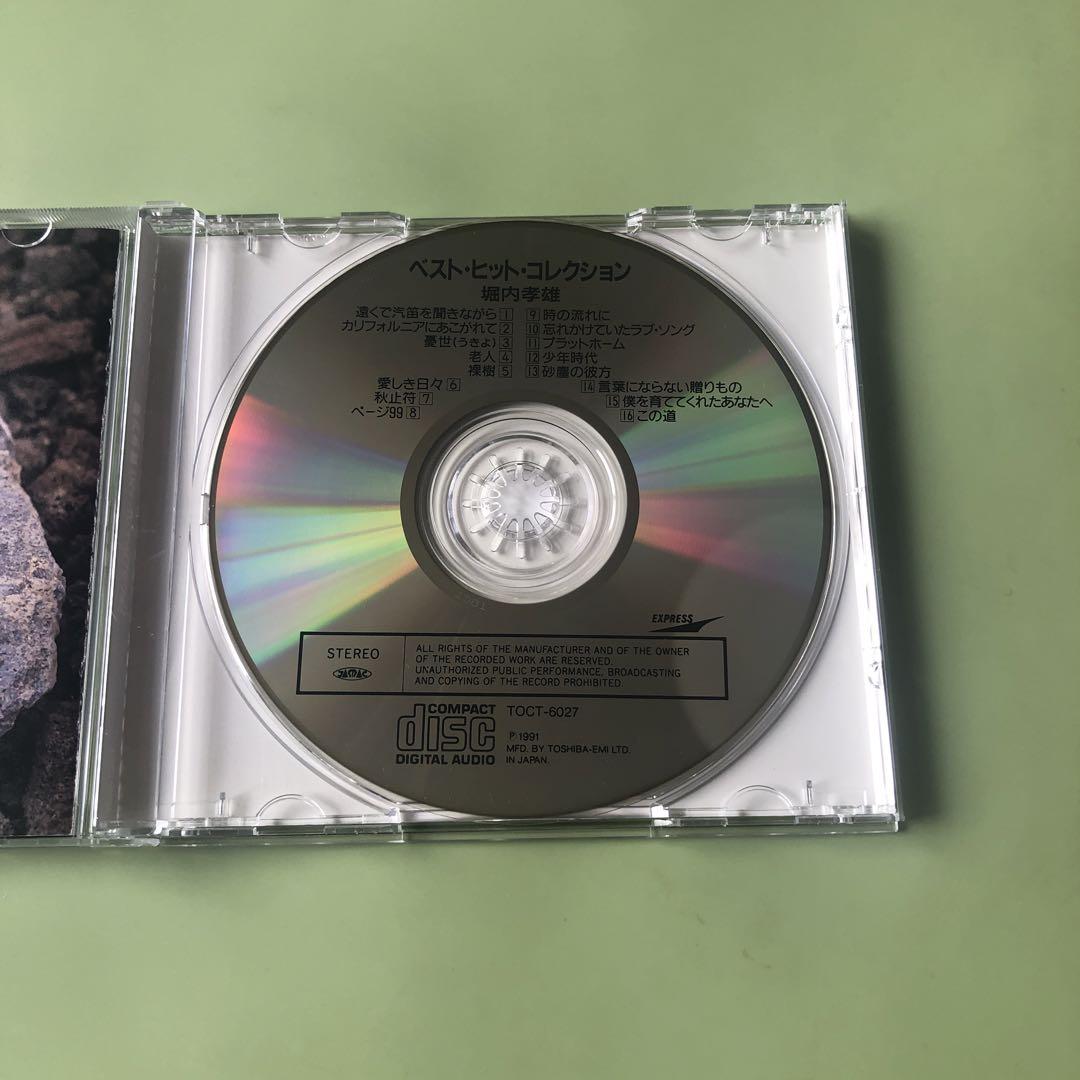 ベスト・ヒット・コレクション
堀内孝雄
遠くで汽笛を聞きながら 1
カリフォルニアにあこがれて 2
憂世(うきよ) 3
老人 4
裸樹 5
愛しき日々 6
秋止符 7
ページ99 8
9 時の流れに
10 忘れかけていたラブ・ソング
11 プラットホーム
12 少年時代
13 砂塵の彼方
14 言葉にならない贈りもの
15 僕を育ててくれたあなたへ
16 この道
EXPRESS
STEREO
JASRAC
ALL RIGHTS OF THE MANUFACTURER AND OF THE OWNER
OF THE RECORDED WORK ARE RESERVED.
UNAUTHORIZED PUBLIC PERFORMANCE, BROADCASTING
AND COPYING OF THE RECORD PROHIBITED.
COMPACT
disc
DIGITAL AUDIO
TOCT-6027
℗1991
MFD. BY TOSHIBA-EMI LTD.
IN JAPAN.